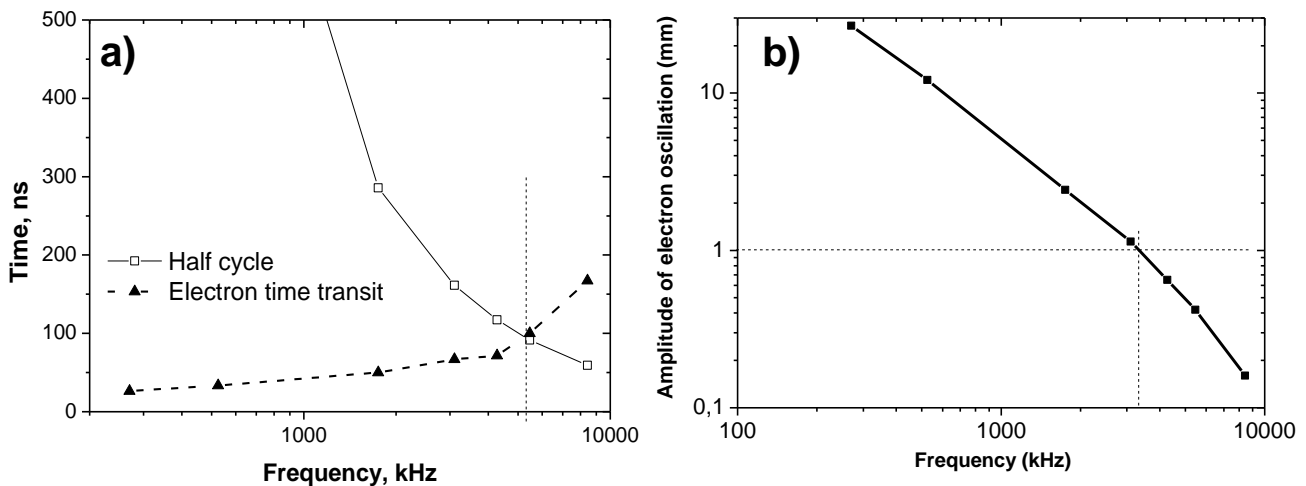 a)
500
400
300
200
100
0
Time, ns
Half cycle
Electron time transit
1000
10000
Frequency, kHz
b)
10
1
0,1
Amplitude of electron oscillation (mm)
100
1000
10000
Frequency (kHz)